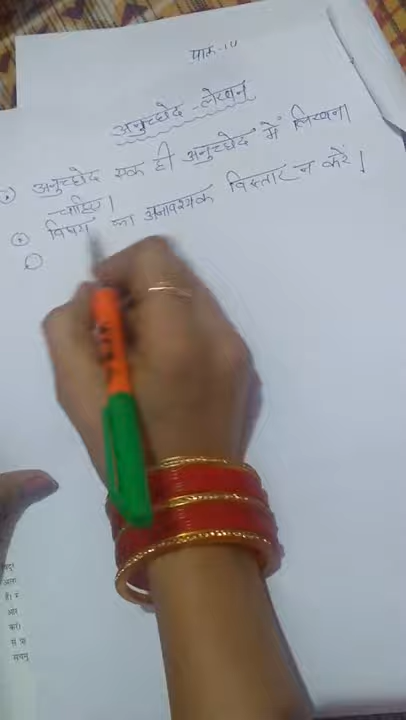 पाठ-10
अनुच्छेद-लेखन
अनुच्छेद एक ही अनुच्छेद में लिखना
चाहिए।
विषय का अनावश्यक विस्तार न करें।